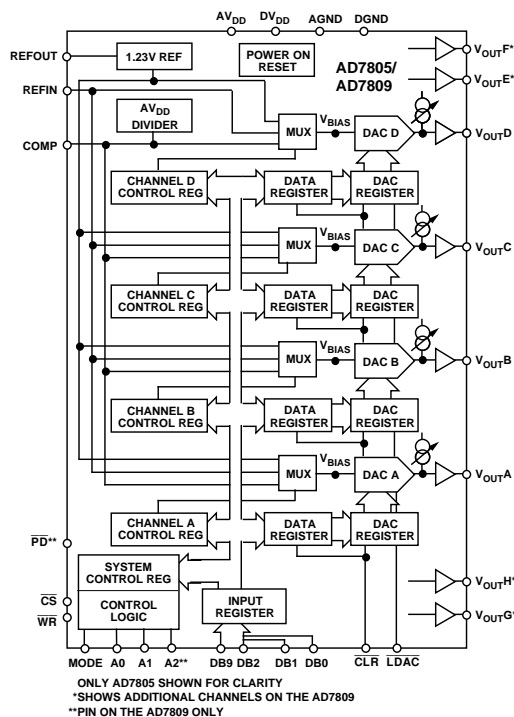 AVDD DVDD AGND DGND
REFOUT
1.23V REF
POWER ON
RESET
AD7805/
AD7809
VOUTF*
VOUTE*
REFIN
AVDD
DIVIDER
COMP
MUX
VBIAS
DAC D
VOUTD
CHANNEL D
CONTROL REG
DATA
REGISTER
DAC
REGISTER
MUX
VBIAS
DAC C
VOUTC
CHANNEL C
CONTROL REG
DATA
REGISTER
DAC
REGISTER
MUX
VBIAS
DAC B
VOUTB
CHANNEL B
CONTROL REG
DATA
REGISTER
DAC
REGISTER
MUX
VBIAS
DAC A
VOUTA
CHANNEL A
CONTROL REG
DATA
REGISTER
DAC
REGISTER
PD**
SYSTEM
CONTROL REG
CONTROL
LOGIC
INPUT
REGISTER
CS
WR
VOUTH*
VOUTG*
MODE A0 A1 A2** DB9 DB2 DB1 DB0 CLR LDAC
ONLY AD7805 SHOWN FOR CLARITY
*SHOWS ADDITIONAL CHANNELS ON THE AD7809
**PIN ON THE AD7809 ONLY